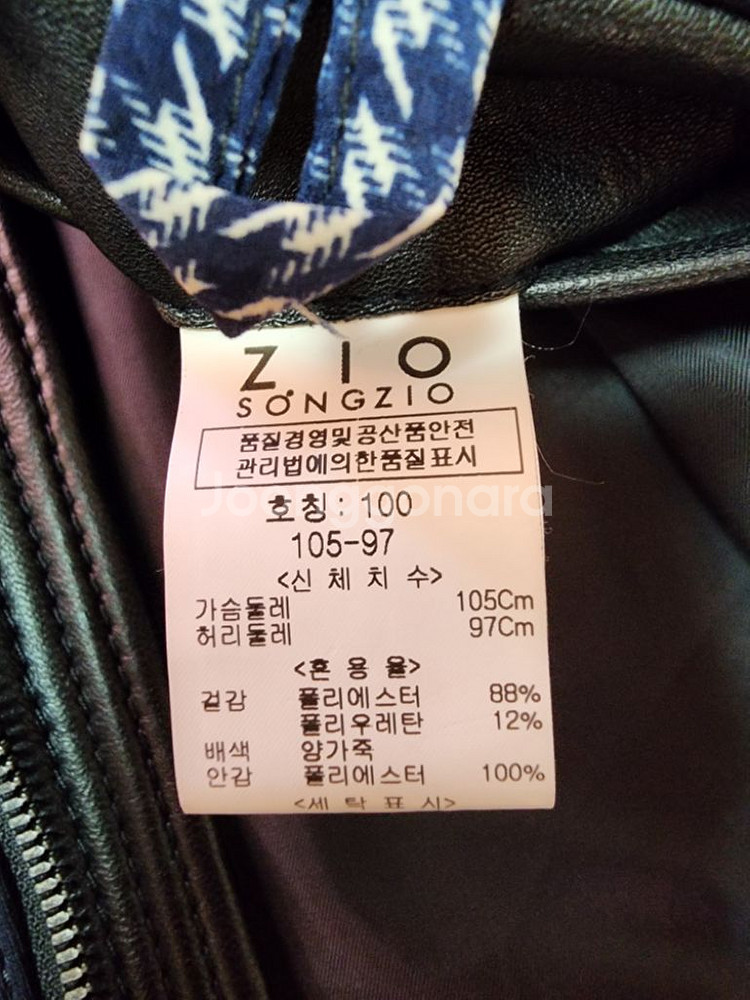 ZIO
SONGZIO
품질경영및공산품안전
관리법에의한품질표시
Joonggonara
호칭:100
105-97
<신체치수>
가슴둘레 105Cm
허리둘레 97Cm
<혼용율>
겉감 폴리에스터 88%
폴리우레탄 12%
배색 양가죽
안감 폴리에스터 100%
<세탁표시>